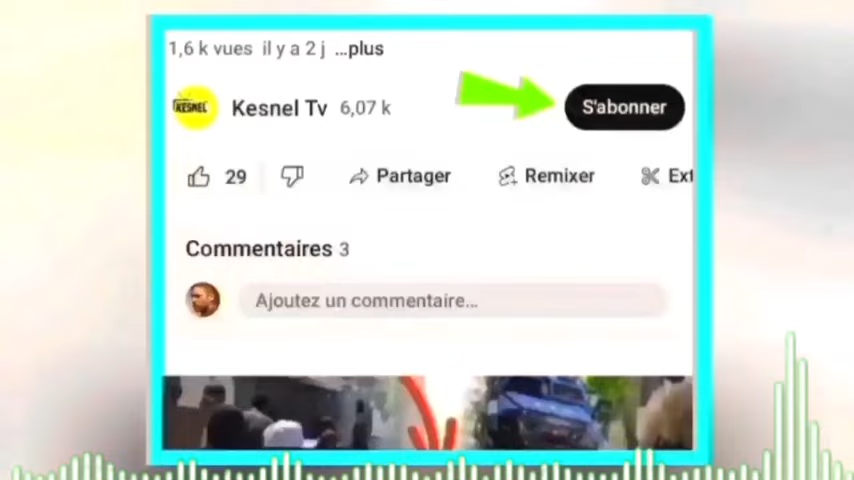 1,6 k vues il y a 2 j ...plus
KESNEL
Kesnel Tv 6,07 k
S'abonner
29
Partager
Remixer
Ext
Commentaires 3
Ajoutez un commentaire...